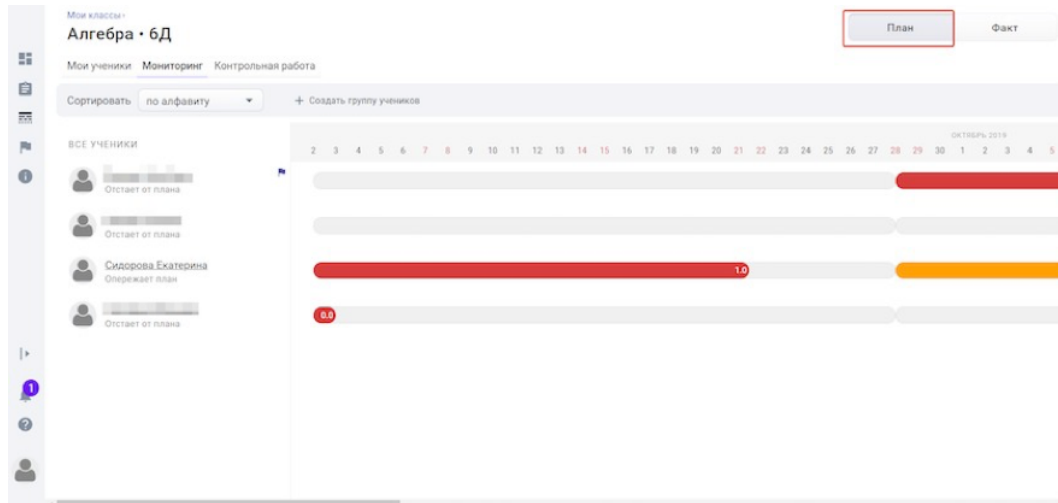 Мои классы›
Алгебра • 6Д
План Факт
Мои ученики Мониторинг Контрольная работа
Сортировать по алфавиту + Создать группу учеников
ОКТЯБРЬ 2019
ВСЕ УЧЕНИКИ
2 3 4 5 6 7 8 9 10 11 12 13 14 15 16 17 18 19 20 21 22 23 24 25 26 27 28 29 30 1 2 3 4 5
Отстает от плана
Отстает от плана
Сидорова Екатерина
1.0
Опережает план
0.0
Отстает от плана
1